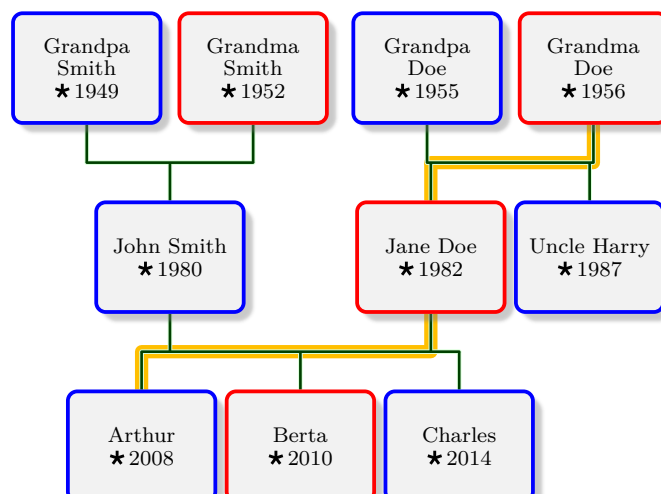 Grandpa
Smith
★ 1949
Grandma
Smith
★ 1952
Grandpa
Doe
★ 1955
Grandma
Doe
★ 1956
John Smith
★ 1980
Jane Doe
★ 1982
Uncle Harry
★ 1987
Arthur
★ 2008
Berta
★ 2010
Charles
★ 2014